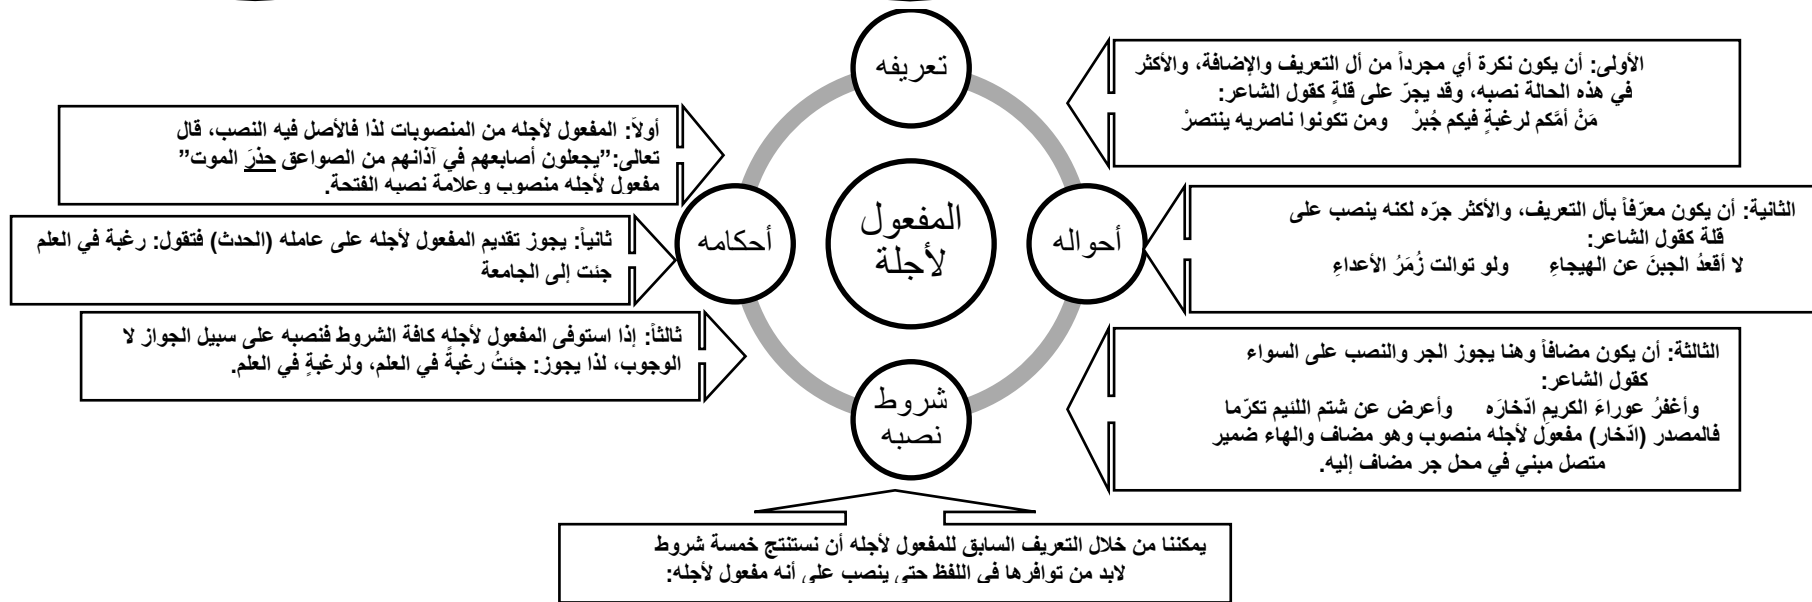 تعريفه
الأولى: أن يكون نكرة أي مجرداً من أل التعريف والإضافة، والأكثر
في هذه الحالة نصبه، وقد يجرّ على قلةٍ كقول الشاعر:
مَنْ أمَّكم لرغبةٍ فيكم جُبرْ ومن تكونوا ناصريه ينتصرْ
أولاً: المفعول لأجله من المنصوبات لذا فالأصل فيه النصب، قال
تعالى:"يجعلون أصابعهم في آذانهم من الصواعق حذرَ الموت"
مفعول لأجله منصوب وعلامة نصبه الفتحة.
الثانية: أن يكون معرّفاً بأل التعريف، والأكثر جرّه لكنه ينصب على
قلة كقول الشاعر:
لا أقعدُ الجبنَ عن الهيجاءِ ولو توالت زُمَرُ الأعداءِ
أحواله
المفعول
لأجلة
أحكامه
ثانياً: يجوز تقديم المفعول لأجله على عامله (الحدث) فتقول: رغبة في العلم
جئت إلى الجامعة
الثالثة: أن يكون مضافاً وهنا يجوز الجر والنصب على السواء
كقول الشاعر:
وأغفرُ عوراءَ الكريمِ ادّخارَه وأعرض عن شتم اللئيم تكرّما
فالمصدر (ادّخار) مفعول لأجله منصوب وهو مضاف والهاء ضمير
متصل مبني في محل جر مضاف إليه.
ثالثاً: إذا استوفى المفعول لأجله كافة الشروط فنصبه على سبيل الجواز لا
الوجوب، لذا يجوز: جئتُ رغبةً في العلم، ولرغبةٍ في العلم.
شروط
نصبه
يمكننا من خلال التعريف السابق للمفعول لأجله أن نستنتج خمسة شروط
لابد من توافرها في اللفظ حتى ينصب على أنه مفعول لأجله: